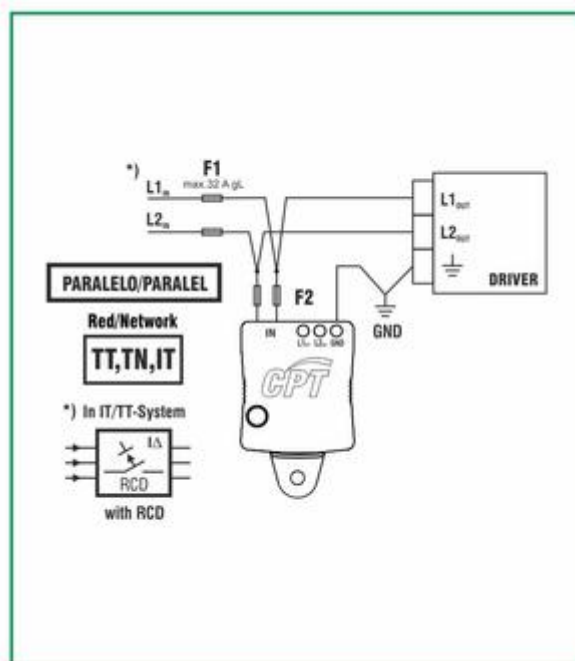 *)
F1
max.32 A gL
L1IN
L2IN
L1OUT
L2OUT
DRIVER
PARALELO/PARALEL
F2
GND
Red/Network
TT,TN,IT
IN
GND
CPT
*) In IT/TT-System
IΔ
RCD
with RCD